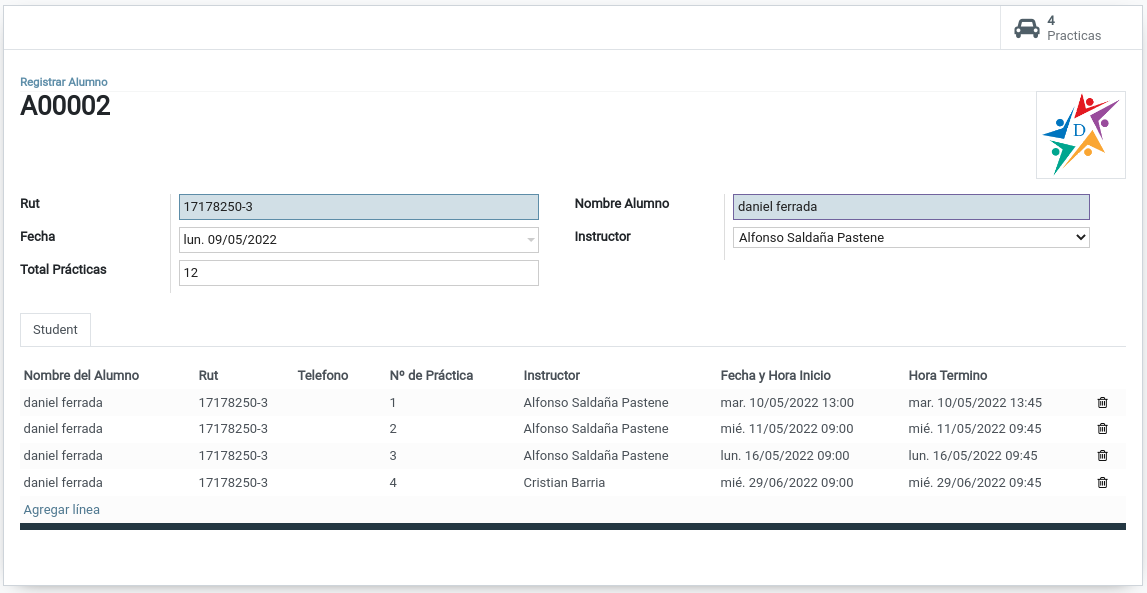 4
Practicas
Registrar Alumno
A00002
D
Rut 17178250-3 Nombre Alumno daniel ferrada
Fecha lun. 09/05/2022 Instructor Alfonso Saldaña Pastene
Total Prácticas 12
Student
Nombre del Alumno Rut Telefono Nº de Práctica Instructor Fecha y Hora Inicio Hora Termino
daniel ferrada 17178250-3 1 Alfonso Saldaña Pastene mar. 10/05/2022 13:00 mar. 10/05/2022 13:45
daniel ferrada 17178250-3 2 Alfonso Saldaña Pastene mié. 11/05/2022 09:00 mié. 11/05/2022 09:45
daniel ferrada 17178250-3 3 Alfonso Saldaña Pastene lun. 16/05/2022 09:00 lun. 16/05/2022 09:45
daniel ferrada 17178250-3 4 Cristian Barria mié. 29/06/2022 09:00 mié. 29/06/2022 09:45
Agregar línea